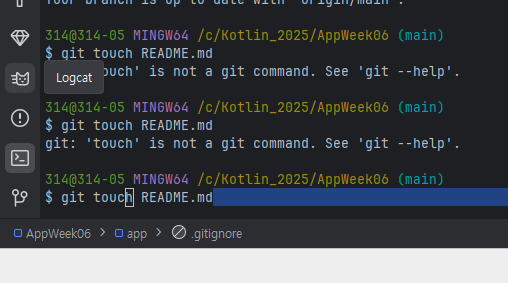 Your branch is up to date with 'origin/main'.
314@314-05 MINGW64 /c/Kotlin_2025/AppWeek06 (main)
$ git touch README.md
touch' is not a git command. See 'git --help'.
Logcat
314@314-05 MINGW64 /c/Kotlin_2025/AppWeek06 (main)
$ git touch README.md
git: 'touch' is not a git command. See 'git --help'.
314@314-05 MINGW64 /c/Kotlin_2025/AppWeek06 (main)
$ git touch README.md
AppWeek06 > app > .gitignore